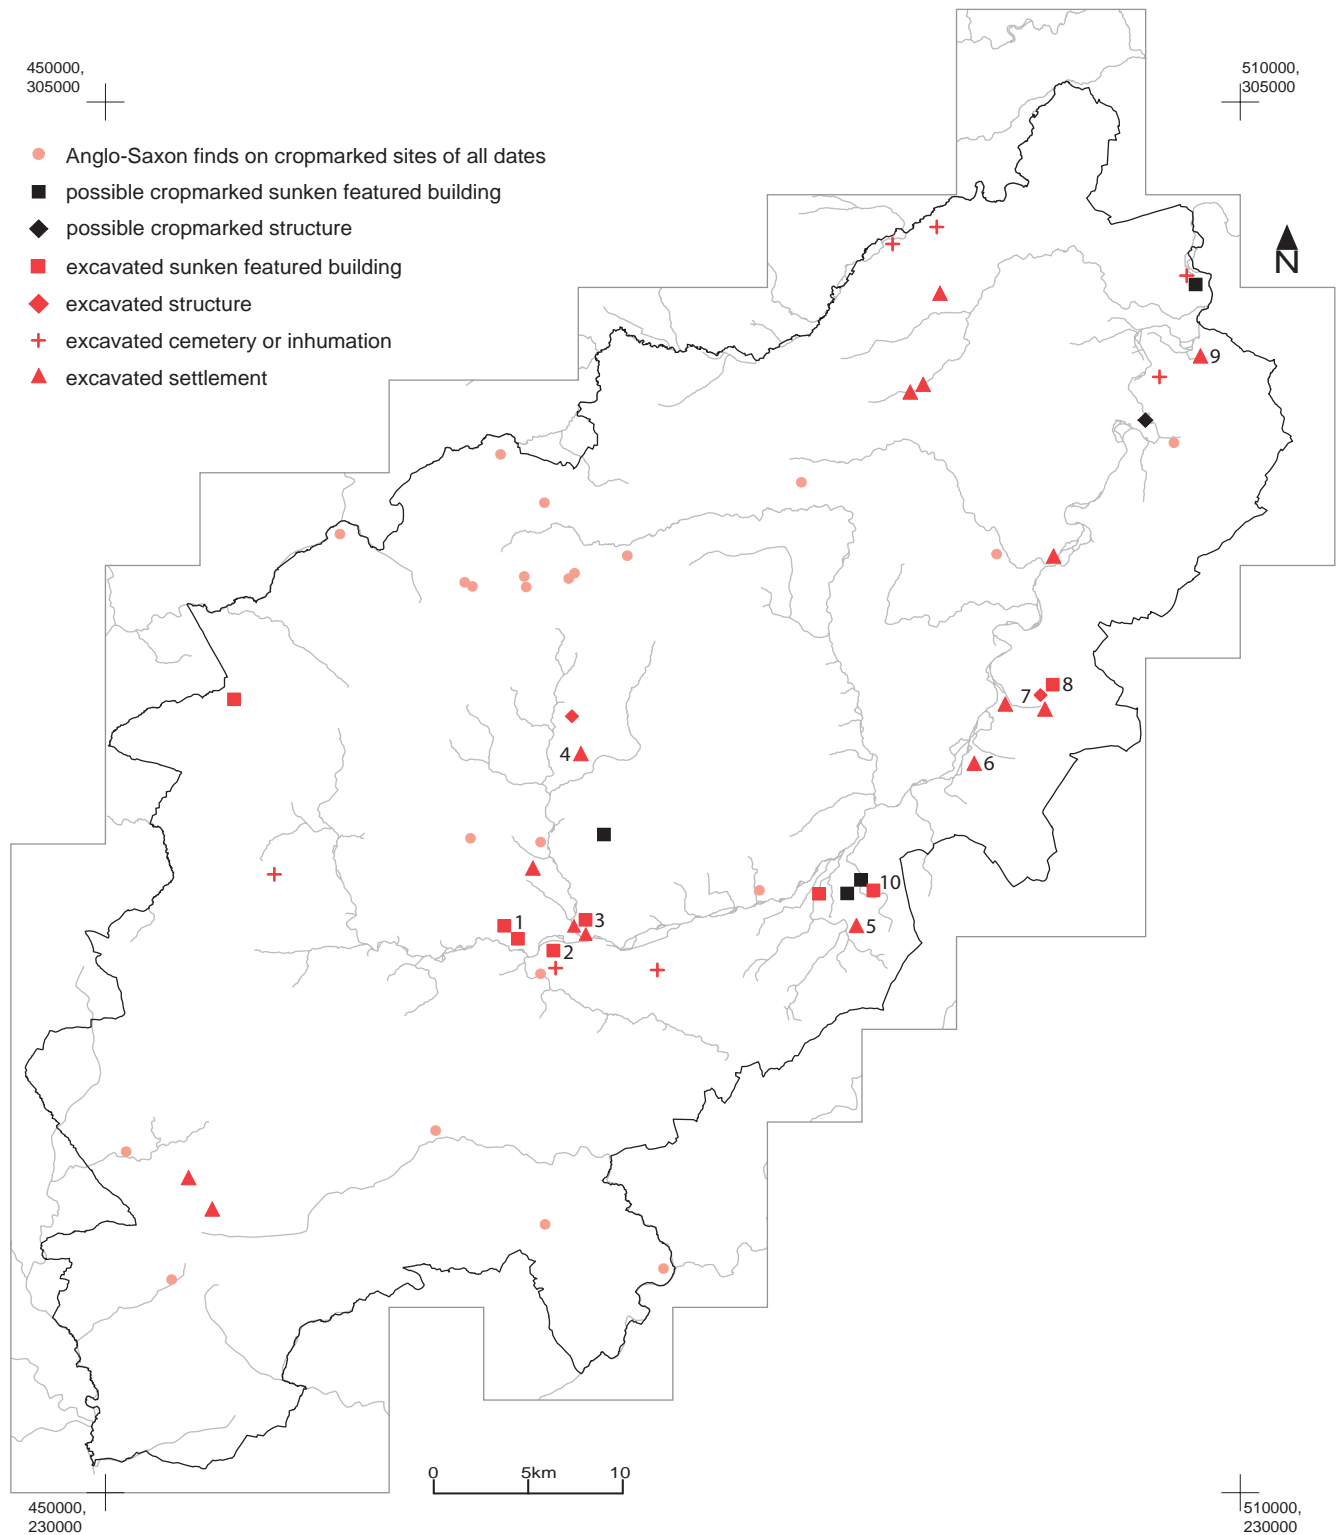 450000,
305000
510000,
305000
Anglo-Saxon finds on cropmarked sites of all dates
possible cropmarked sunken featured building
possible cropmarked structure
excavated sunken featured building
excavated structure
excavated cemetery or inhumation
excavated settlement
N
9
8
7
4
6
10
1
3
5
2
0 5km 10
450000,
230000
510000,
230000